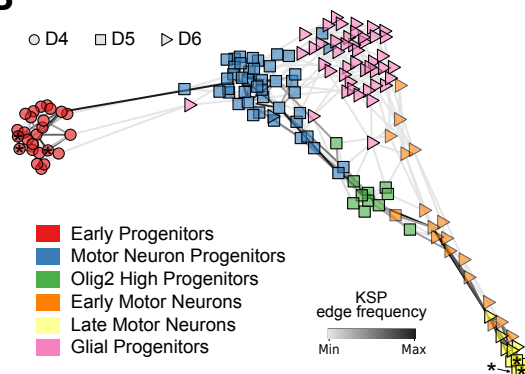 D4 D5 D6
Early Progenitors
Motor Neuron Progenitors
Olig2 High Progenitors
Early Motor Neurons
Late Motor Neurons
Glial Progenitors
KSP
edge frequency
Min Max